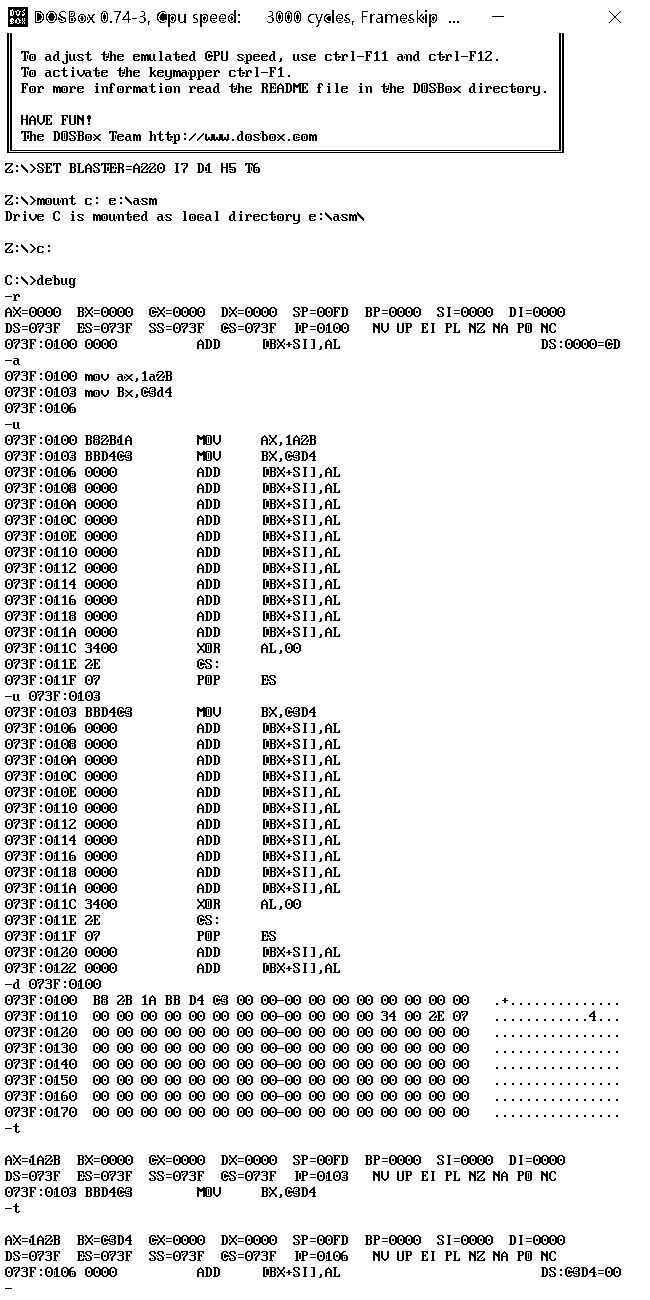 DOSBox 0.74-3, Cpu speed:    3000 cycles, Frameskip  ...
To adjust the emulated CPU speed, use ctrl-F11 and ctrl-F12.
To activate the keymapper ctrl-F1.
For more information read the README file in the DOSBox directory.
HAVE FUN!
The DOSBox Team http://www.dosbox.com
Z:\>SET BLASTER=A220 I7 D1 H5 T6
Z:\>mount c: e:\asm
Drive C is mounted as local directory e:\asm\
Z:\>c:
C:\>debug
-r
AX=0000  BX=0000  CX=0000  DX=0000  SP=00FD  BP=0000  SI=0000  DI=0000
DS=073F  ES=073F  SS=073F  CS=073F  IP=0100   NV UP EI PL NZ NA PO NC
073F:0100 0000          ADD     [BX+SI],AL                         DS:0000=CD
-a
073F:0100 mov ax,1a2B
073F:0103 mov Bx,C3d4
073F:0106
-u
073F:0100 B82B1A        MOV     AX,1A2B
073F:0103 BBD4C3        MOV     BX,C3D4
073F:0106 0000          ADD     [BX+SI],AL
073F:0108 0000          ADD     [BX+SI],AL
073F:010A 0000          ADD     [BX+SI],AL
073F:010C 0000          ADD     [BX+SI],AL
073F:010E 0000          ADD     [BX+SI],AL
073F:0110 0000          ADD     [BX+SI],AL
073F:0112 0000          ADD     [BX+SI],AL
073F:0114 0000          ADD     [BX+SI],AL
073F:0116 0000          ADD     [BX+SI],AL
073F:0118 0000          ADD     [BX+SI],AL
073F:011A 0000          ADD     [BX+SI],AL
073F:011C 3400          XOR     AL,00
073F:011E 2E            CS:
073F:011F 07            POP     ES
-u 073F:0103
073F:0103 BBD4C3        MOV     BX,C3D4
073F:0106 0000          ADD     [BX+SI],AL
073F:0108 0000          ADD     [BX+SI],AL
073F:010A 0000          ADD     [BX+SI],AL
073F:010C 0000          ADD     [BX+SI],AL
073F:010E 0000          ADD     [BX+SI],AL
073F:0110 0000          ADD     [BX+SI],AL
073F:0112 0000          ADD     [BX+SI],AL
073F:0114 0000          ADD     [BX+SI],AL
073F:0116 0000          ADD     [BX+SI],AL
073F:0118 0000          ADD     [BX+SI],AL
073F:011A 0000          ADD     [BX+SI],AL
073F:011C 3400          XOR     AL,00
073F:011E 2E            CS:
073F:011F 07            POP     ES
073F:0120 0000          ADD     [BX+SI],AL
073F:0122 0000          ADD     [BX+SI],AL
-d 073F:0100
073F:0100  B8 2B 1A BB D4 C3 00 00-00 00 00 00 00 00 00 00   .+..............
073F:0110  00 00 00 00 00 00 00 00-00 00 00 00 34 00 2E 07   ............4...
073F:0120  00 00 00 00 00 00 00 00-00 00 00 00 00 00 00 00   ................
073F:0130  00 00 00 00 00 00 00 00-00 00 00 00 00 00 00 00   ................
073F:0140  00 00 00 00 00 00 00 00-00 00 00 00 00 00 00 00   ................
073F:0150  00 00 00 00 00 00 00 00-00 00 00 00 00 00 00 00   ................
073F:0160  00 00 00 00 00 00 00 00-00 00 00 00 00 00 00 00   ................
073F:0170  00 00 00 00 00 00 00 00-00 00 00 00 00 00 00 00   ................
-t
AX=1A2B  BX=0000  CX=0000  DX=0000  SP=00FD  BP=0000  SI=0000  DI=0000
DS=073F  ES=073F  SS=073F  CS=073F  IP=0103   NV UP EI PL NZ NA PO NC
073F:0103 BBD4C3        MOV     BX,C3D4
-t
AX=1A2B  BX=C3D4  CX=0000  DX=0000  SP=00FD  BP=0000  SI=0000  DI=0000
DS=073F  ES=073F  SS=073F  CS=073F  IP=0106   NV UP EI PL NZ NA PO NC
073F:0106 0000          ADD     [BX+SI],AL                         DS:C3D4=00
-